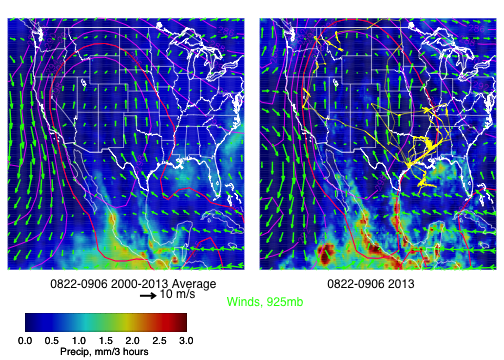 0822-0906 2000-2013 Average
0822-0906 2013
10 m/s
Winds, 925mb
0.0 0.5 1.0 1.5 2.0 2.5 3.0
Precip, mm/3 hours